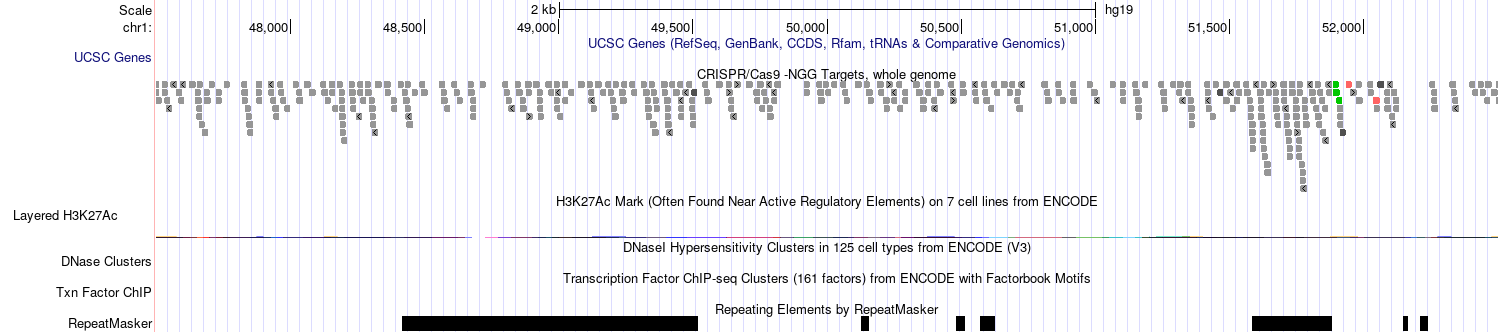 Scale 2 kb hg19
chr1: 48,000 48,500 49,000 49,500 50,000 50,500 51,000 51,500 52,000
UCSC Genes (RefSeq, GenBank, CCDS, Rfam, tRNAs & Comparative Genomics)
UCSC Genes
CRISPR/Cas9 -NGG Targets, whole genome
H3K27Ac Mark (Often Found Near Active Regulatory Elements) on 7 cell lines from ENCODE
Layered H3K27Ac
DNaseI Hypersensitivity Clusters in 125 cell types from ENCODE (V3)
DNase Clusters
Transcription Factor ChIP-seq Clusters (161 factors) from ENCODE with Factorbook Motifs
Txn Factor ChIP
Repeating Elements by RepeatMasker
RepeatMasker